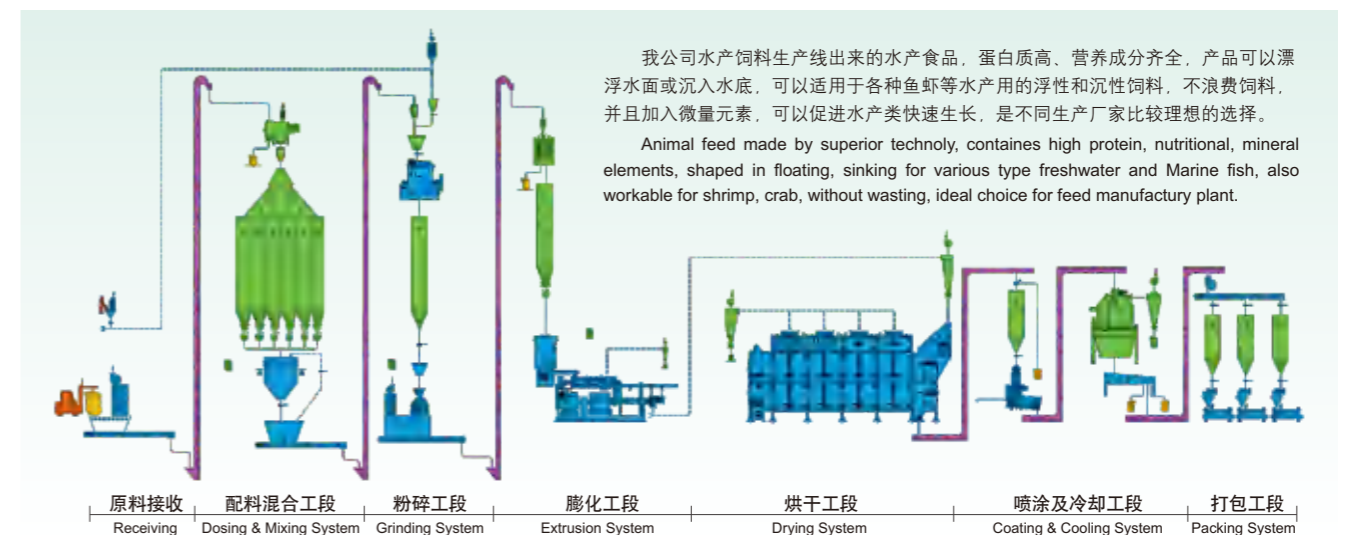 我公司水产饲料生产线出来的水产食品，蛋白质高、营养成分齐全，产品可以漂
浮水面或沉入水底，可以适用于各种鱼虾等水产用的浮性和沉性饲料，不浪费饲料，
并且加入微量元素，可以促进水产类快速生长，是不同生产厂家比较理想的选择。
Animal feed made by superior technoly, containes high protein, nutritional, mineral
elements, shaped in floating, sinking for various type freshwater and Marine fish, also
workable for shrimp, crab, without wasting, ideal choice for feed manufactury plant.
原料接收 配料混合工段 粉碎工段 膨化工段 烘干工段 喷涂及冷却工段 打包工段
Receiving Dosing & Mixing System Grinding System Extrusion System Drying System Coating & Cooling System Packing System